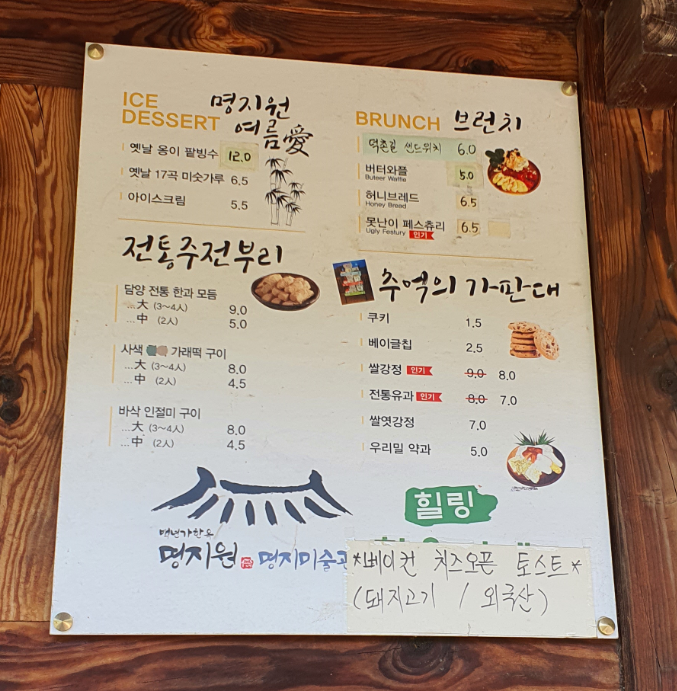 ICE
DESSERT
명지원
여름愛
옛날 옹이 팥빙수 12.0
옛날 17곡 미숫가루 6.5
아이스크림 5.5
전통주전부리
담양 전통 한과 모듬
...大 (3~4人) 9.0
...中 (2人) 5.0
사색 가래떡 구이
...大 (3~4人) 8.0
...中 (2人) 4.5
바삭 인절미 구이
...大 (3~4人) 8.0
...中 (2人) 4.5
백년가한옥
명지원 명지미술관
BRUNCH 브런치
샌드위치 6.0
버터와플 5.0
Buteer Waffle
허니브레드 6.5
Honey Bread
못난이 페스츄리 6.5
Ugly Festury 인기
추억의 가판대
쿠키 1.5
베이글칩 2.5
쌀강정 인기 9.0 8.0
전통유과 인기 8.0 7.0
쌀엿강정 7.0
우리밀 약과 5.0
힐링
*베이컨 치즈오픈 토스트*
(돼지고기 / 외국산)